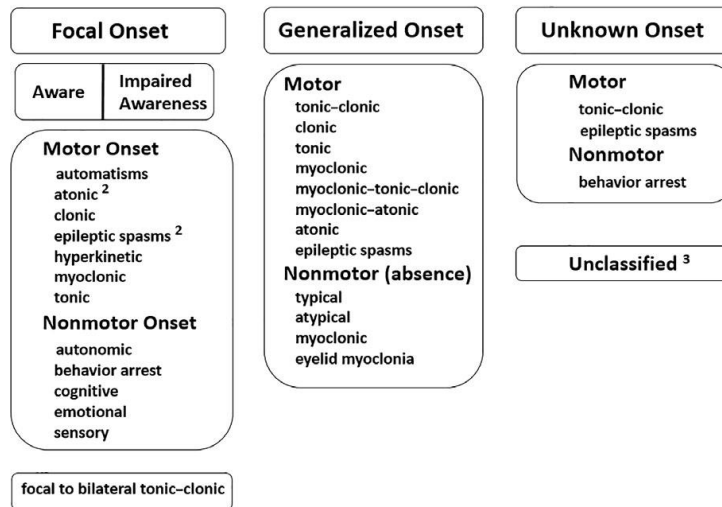 Focal Onset
Aware
Impaired
Awareness
Motor Onset
automatisms
atonic ²
clonic
epileptic spasms ²
hyperkinetic
myoclonic
tonic
Nonmotor Onset
autonomic
behavior arrest
cognitive
emotional
sensory
focal to bilateral tonic–clonic
Generalized Onset
Motor
tonic–clonic
clonic
tonic
myoclonic
myoclonic–tonic–clonic
myoclonic–atonic
atonic
epileptic spasms
Nonmotor (absence)
typical
atypical
myoclonic
eyelid myoclonia
Unknown Onset
Motor
tonic–clonic
epileptic spasms
Nonmotor
behavior arrest
Unclassified ³